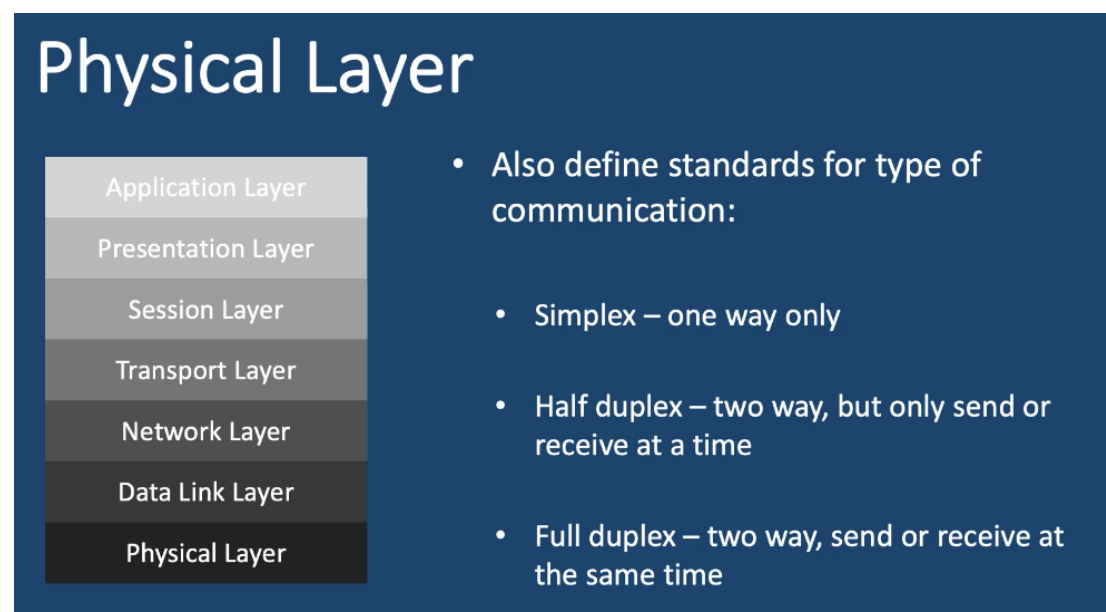 Physical Layer
Application Layer
Presentation Layer
Session Layer
Transport Layer
Network Layer
Data Link Layer
Physical Layer
• Also define standards for type of
communication:
• Simplex – one way only
• Half duplex – two way, but only send or
receive at a time
• Full duplex – two way, send or receive at
the same time